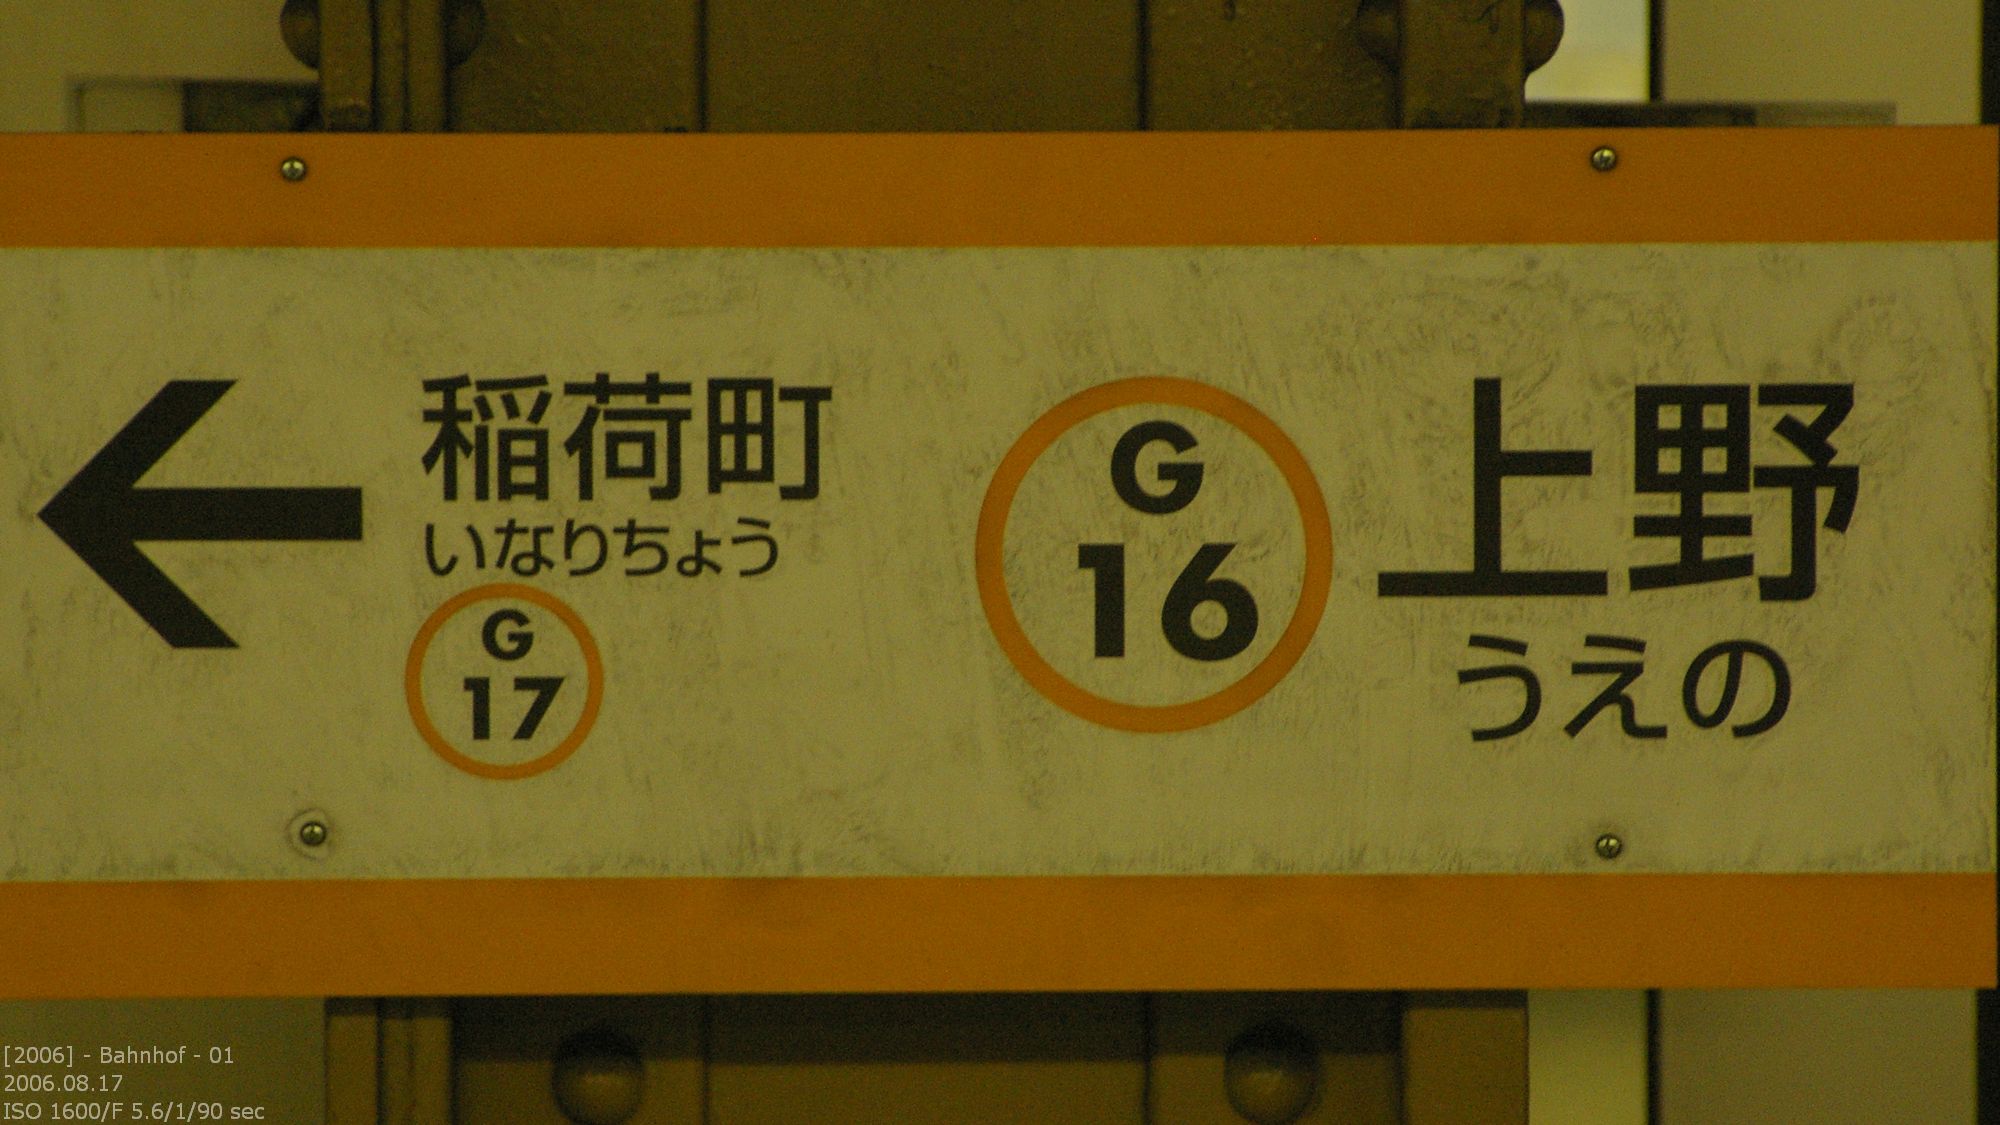 稲荷町
いなりちょう
G
17
G
16
上野
うえの
[2006] - Bahnhof - 01
2006.08.17
ISO 1600/F 5.6/1/90 sec